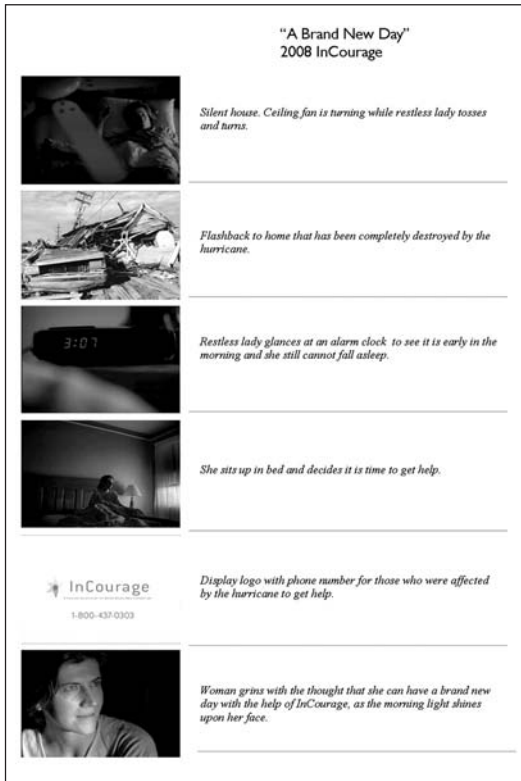 “A Brand New Day”
2008 InCourage
Silent house. Ceiling fan is turning while restless lady tosses
and turns.
Flashback to home that has been completely destroyed by the
hurricane.
3:07
Restless lady glances at an alarm clock to see it is early in the
morning and she still cannot fall asleep.
She sits up in bed and decides it is time to get help.
InCourage
1-800-437-0303
Display logo with phone number for those who were affected
by the hurricane to get help.
Woman grins with the thought that she can have a brand new
day with the help of InCourage, as the morning light shines
upon her face.